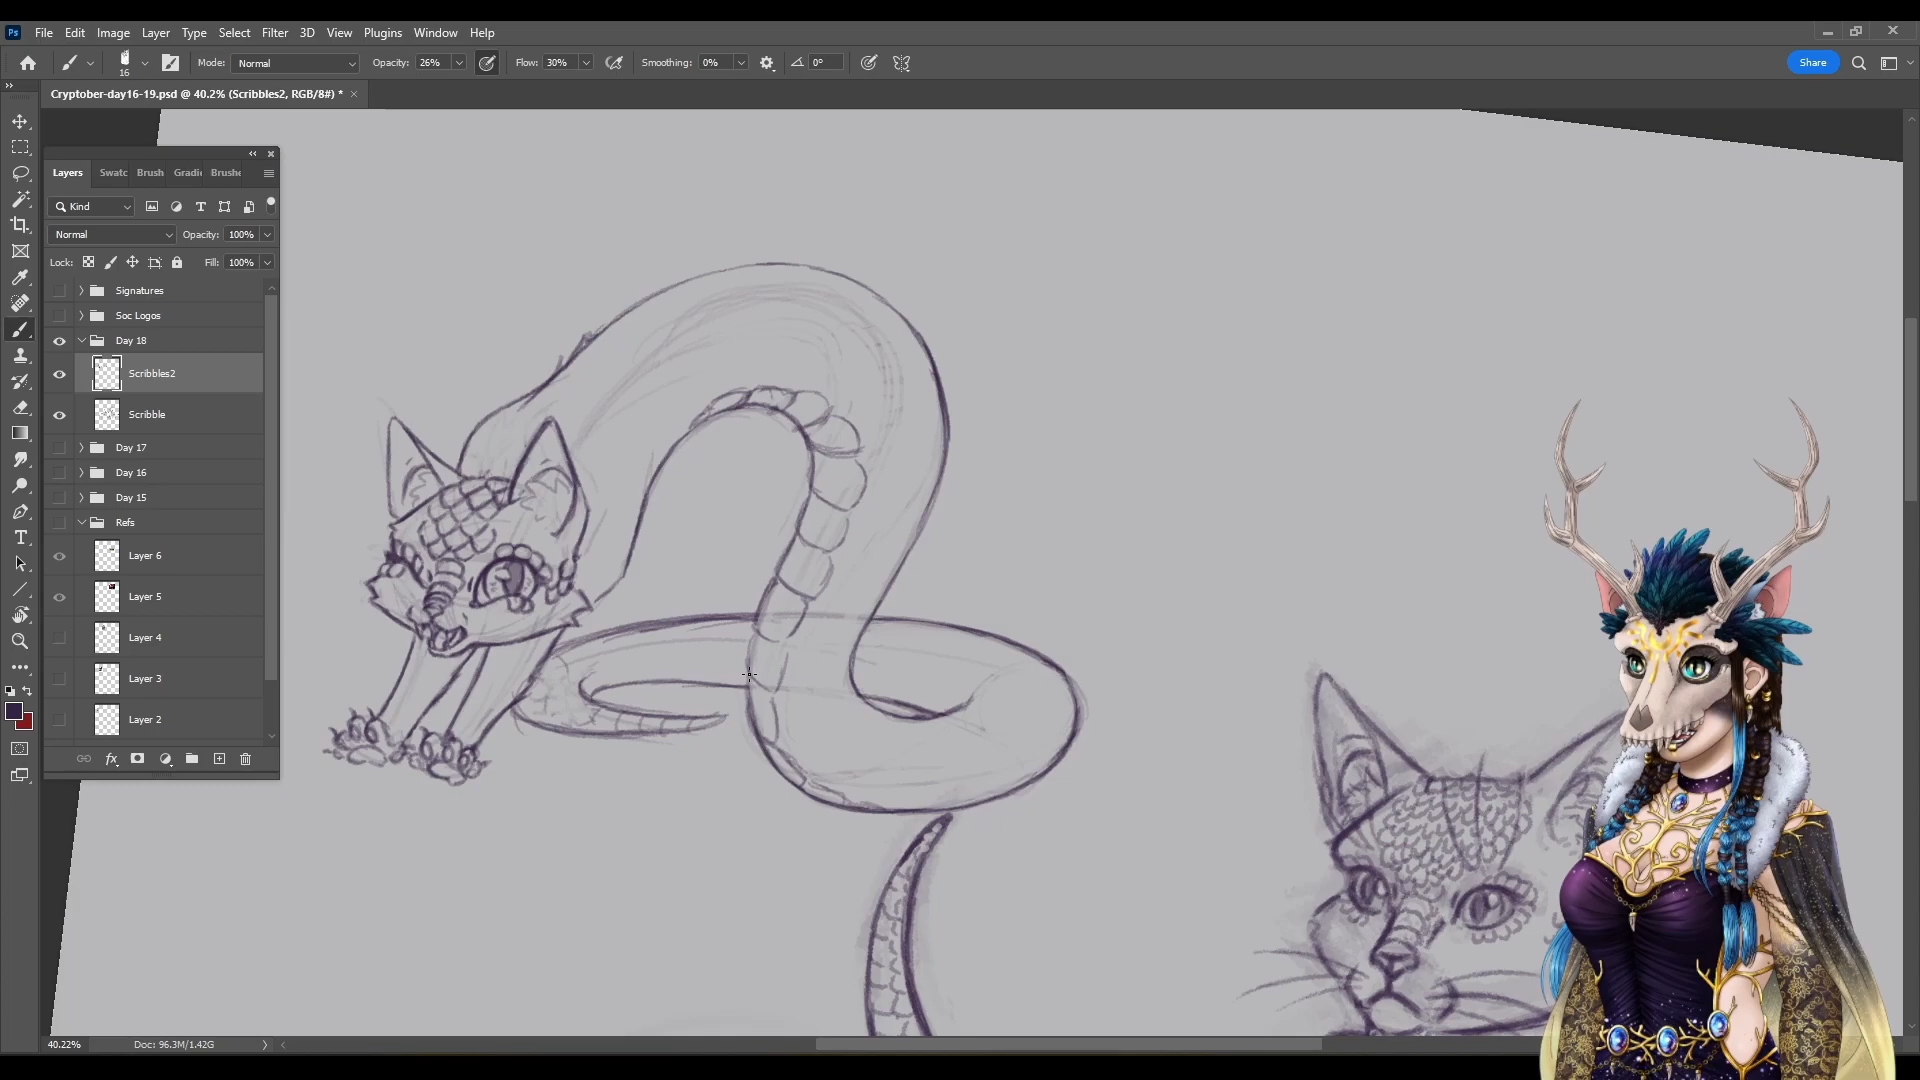 Ps File Edit Image Layer Type Select Filter 3D View Plugins Window Help
16 Mode: Normal Opacity: 26% Flow: 30% Smoothing: 0% 0° Share
Cryptober-day16-19.psd @ 40.2% (Scribbles2, RGB/8#) *
Layers Swatc Brush Gradi Brushe
Kind
Normal Opacity: 100%
Lock: Fill: 100%
Signatures
Soc Logos
Day 18
Scribbles2
Scribble
Day 17
Day 16
Day 15
Refs
Layer 6
Layer 5
Layer 4
Layer 3
Layer 2
fx
40.22% Doc: 96.3M/1.42G